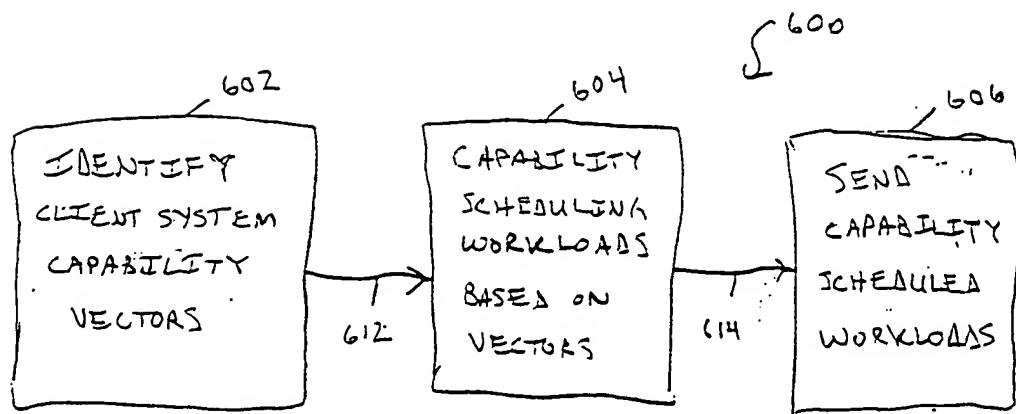 600
602
IDENTIFY
CLIENT SYSTEM
CAPABILITY
VECTORS
612
604
CAPABILITY
SCHEDULING
WORKLOADS
BASED ON
VECTORS
614
606
SEND
CAPABILITY
SCHEDULED
WORKLOADS